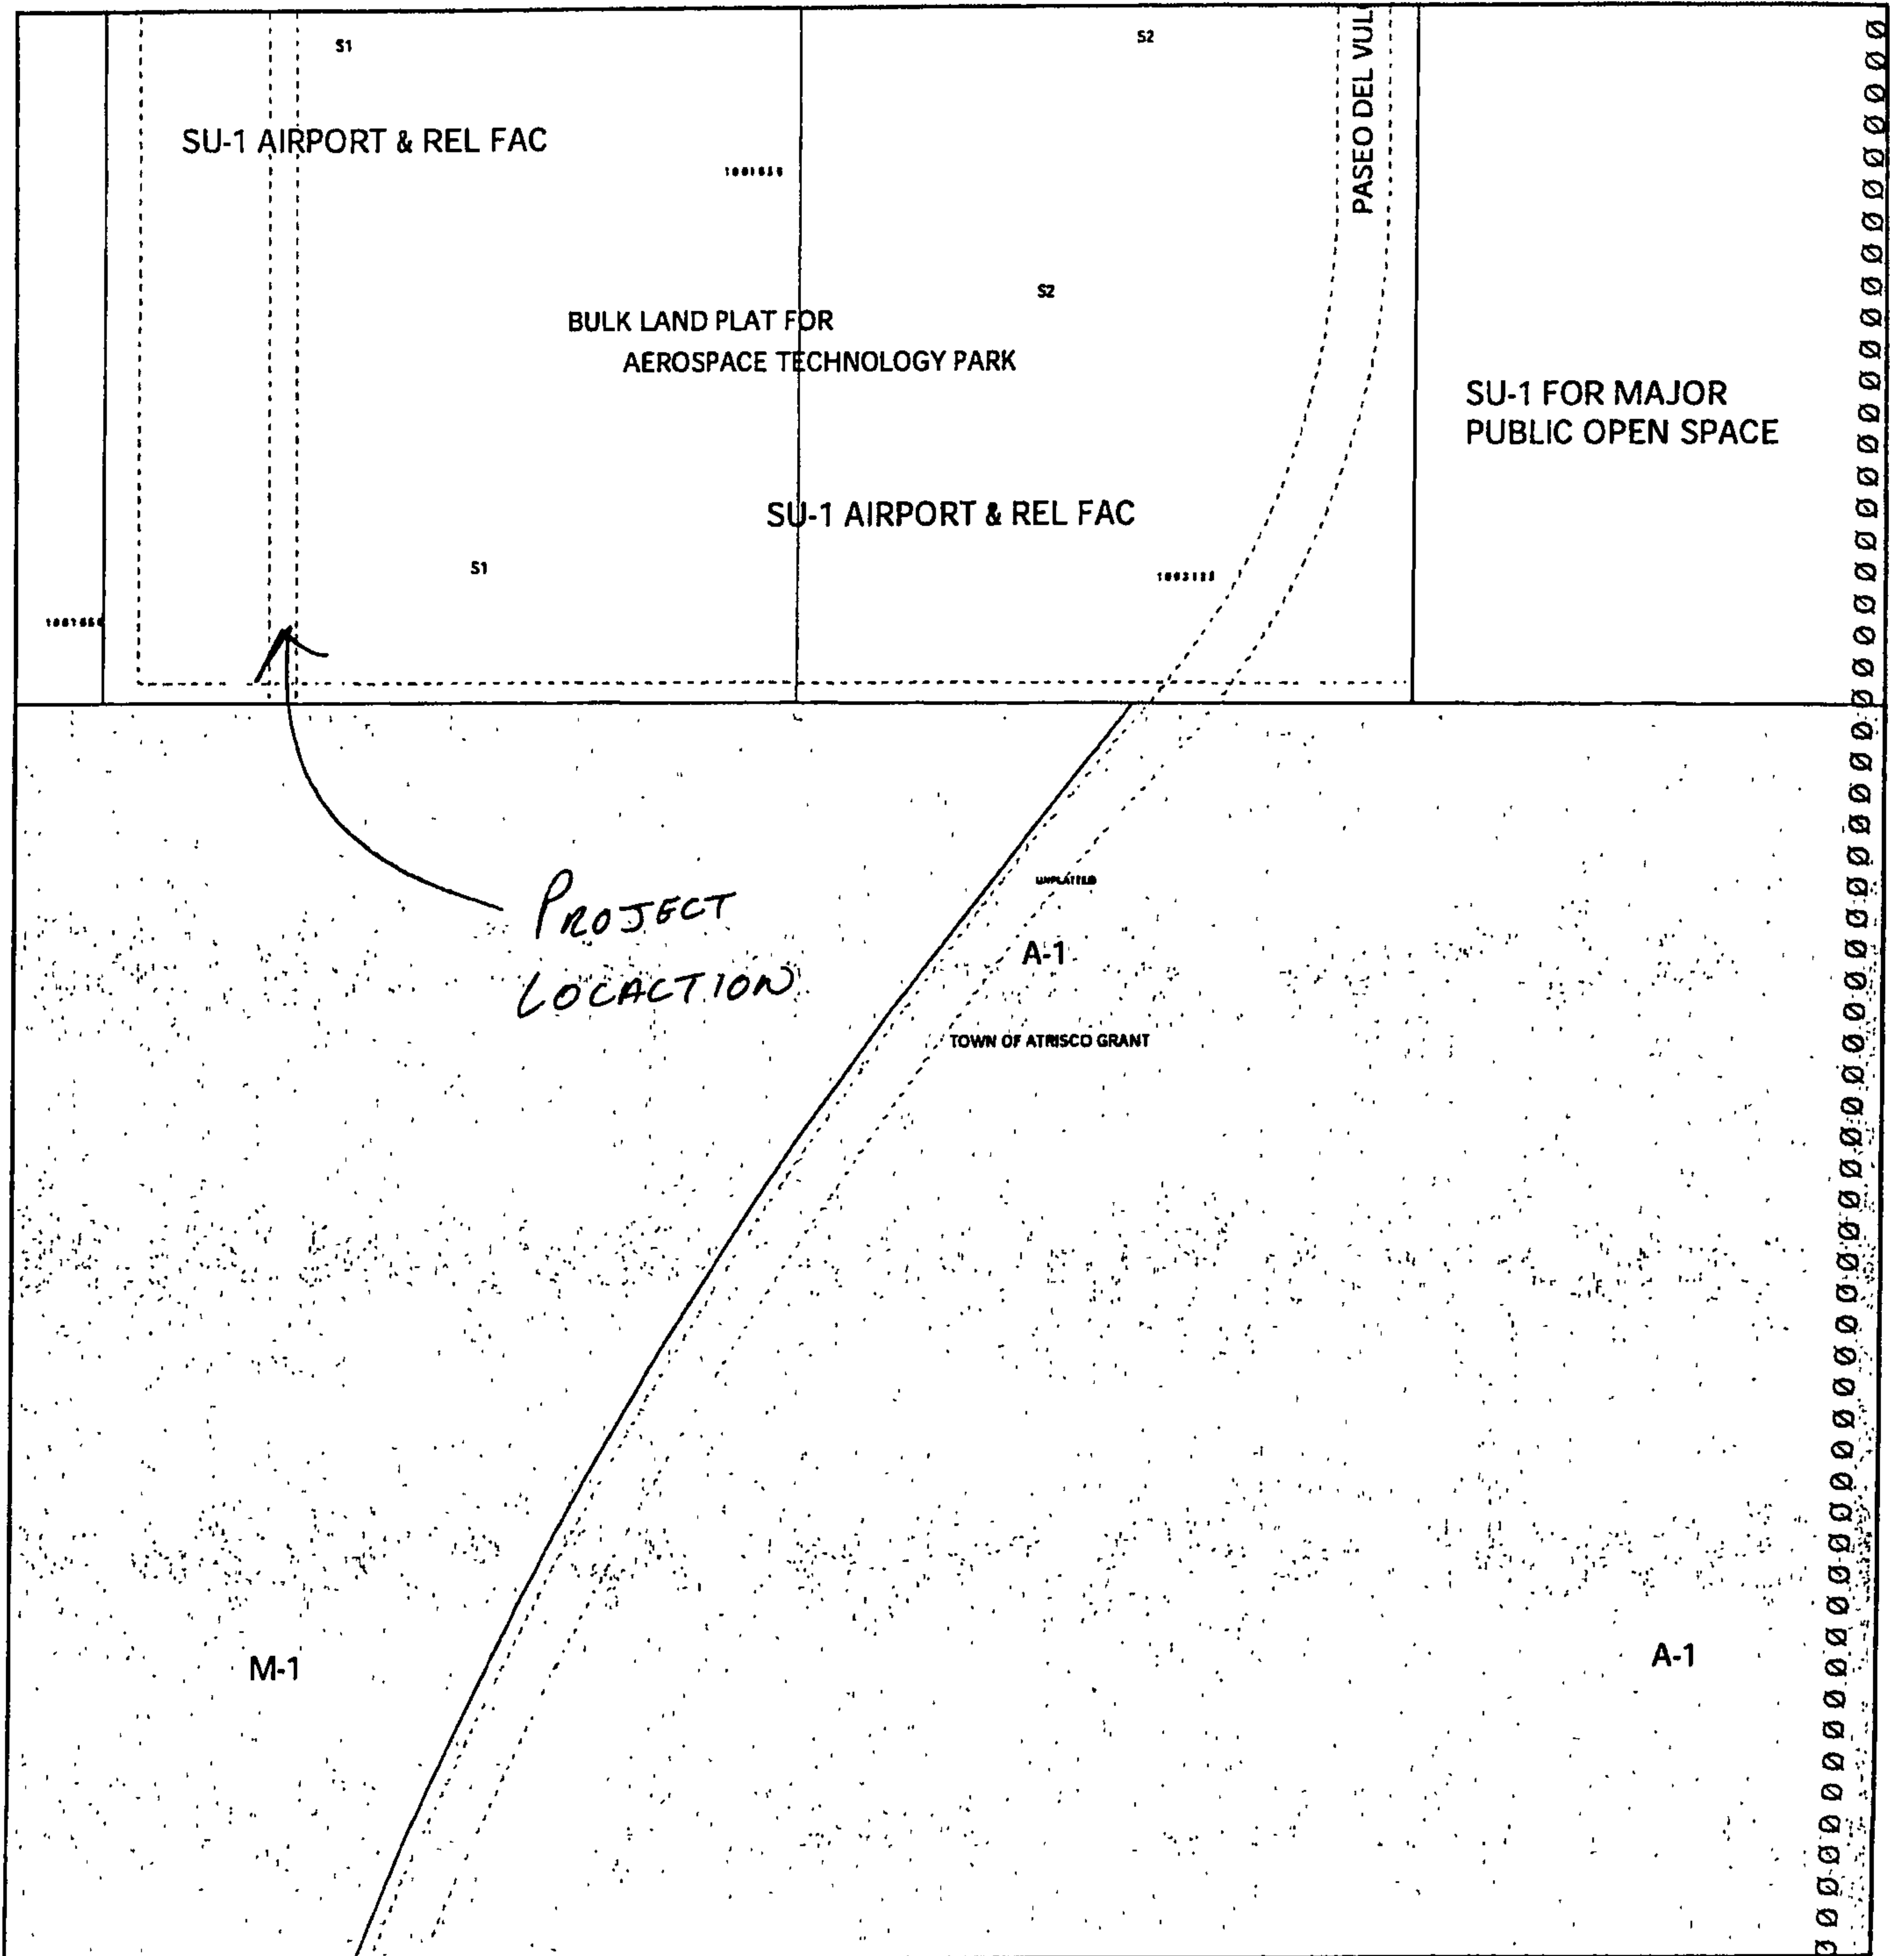 S1
S2
PASEO DEL VUL
SU-1 AIRPORT & REL FAC
S2
BULK LAND PLAT FOR
AEROSPACE TECHNOLOGY PARK
SU-1 FOR MAJOR
PUBLIC OPEN SPACE
SU-1 AIRPORT & REL FAC
S1
UNPLATTED
PROJECT
LOCACTION
A-1
TOWN OF ATRISCO GRANT
M-1
A-1